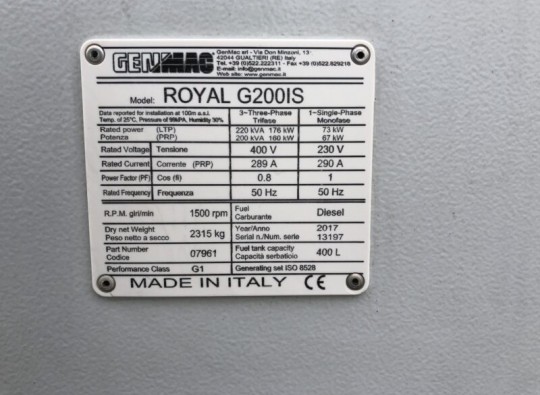 GENMAC
GenMac srl - Via Don Minzoni, 13
42044 GUALTIERI (RE) Italy
Tel. +39 (0)522.222311 - Fax +39 (0)522.829218
E-mail: info@genmac.it
Web site: www.genmac.it
Model: ROYAL G200IS
Data reported for installation at 100m a.s.l.
Temp. of 25°C, Pressure of 99kPA, Humidity 30%
3-Three-Phase
Trifase
1-Single-Phase
Monofase
Rated power (LTP) 220 kVA 176 kW 73 kW
Potenza (PRP) 200 kVA 160 kW 67 kW
Rated Voltage Tensione 400 V 230 V
Rated Current Corrente (PRP) 289 A 290 A
Power Factor (PF) Cos (fi) 0.8 1
Rated Frequency Frequenza 50 Hz 50 Hz
R.P.M. giri/min 1500 rpm
Fuel
Carburante Diesel
Dry net Weight
Peso netto a secco 2315 kg
Year/Anno 2017
Serial n./Num. serie 13197
Part Number
Codice 07961
Fuel tank capacity
Capacità serbatoio 400 L
Performance Class G1 Generating set ISO 8528
MADE IN ITALY CE